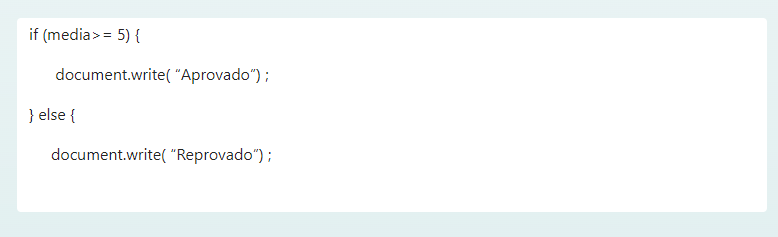 if (media>= 5) {
document.write( “Aprovado”) ;
} else {
document.write( “Reprovado”) ;